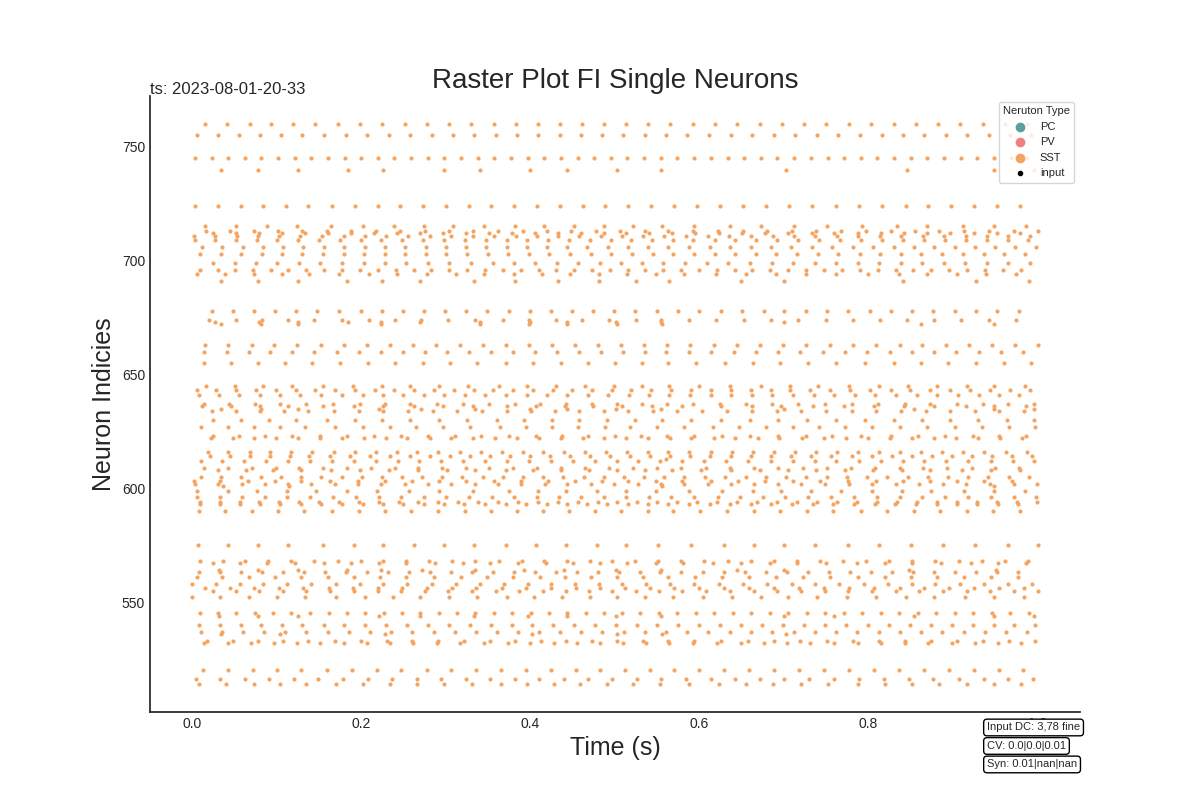 Raster Plot FI Single Neurons
ts: 2023-08-01-20-33
Neruton Type
PC
PV
SST
input
Neuron Indicies
750
700
650
600
550
0.0 0.2 0.4 0.6 0.8
Time (s)
Input DC: 3,78 fine
CV: 0.0|0.0|0.01
Syn: 0.01|nan|nan